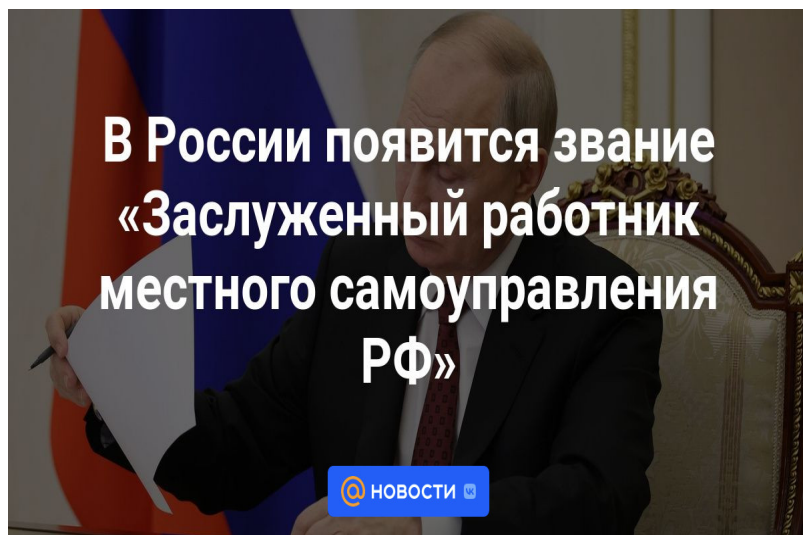 В России появится звание
«Заслуженный работник
местного самоуправления
РФ»
@ НОВОСТИ